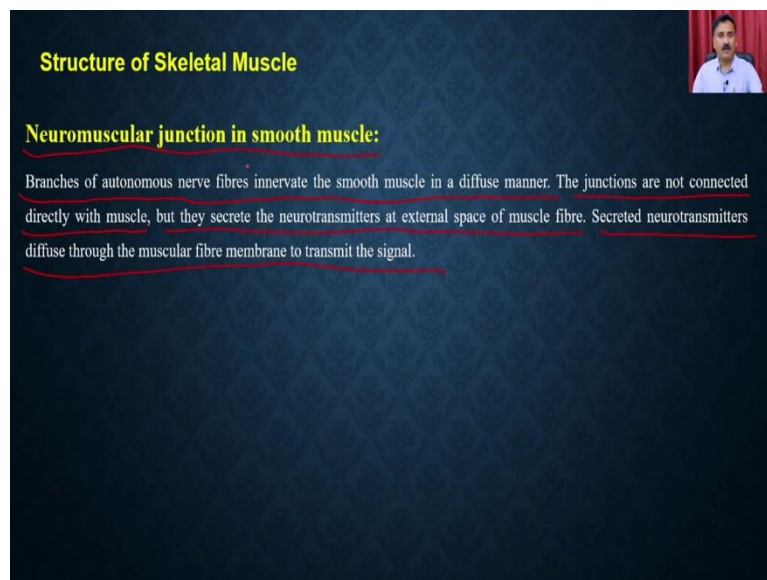 Structure of Skeletal Muscle
Neuromuscular junction in smooth muscle:
Branches of autonomous nerve fibres innervate the smooth muscle in a diffuse manner. The junctions are not connected
directly with muscle, but they secrete the neurotransmitters at external space of muscle fibre. Secreted neurotransmitters
diffuse through the muscular fibre membrane to transmit the signal.